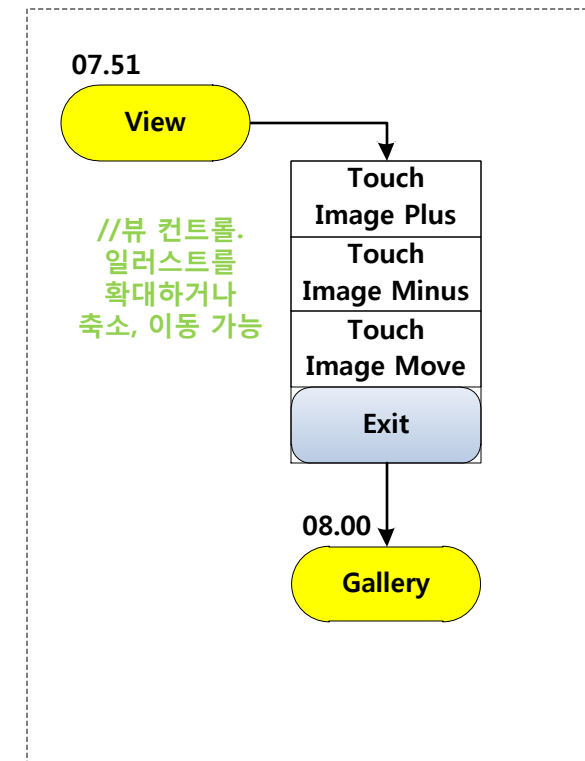 07.51
View
Touch
Image Plus
//뷰 컨트롤.
일러스트를
확대하거나
축소, 이동 가능
Touch
Image Minus
Touch
Image Move
Exit
08.00
Gallery